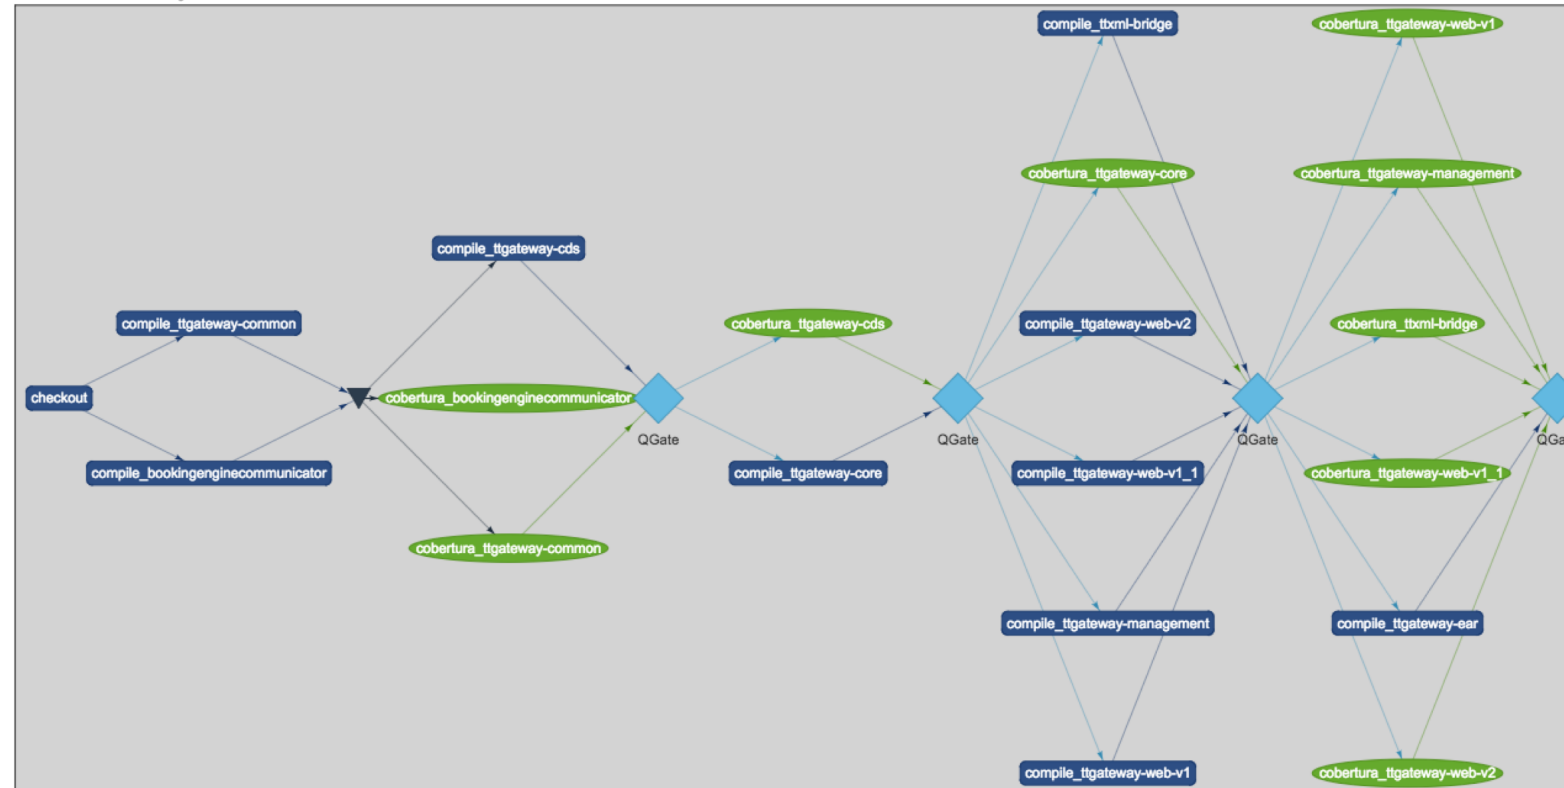 compile_ttxml-bridge
cobertura_ttgateway-web-v1
cobertura_ttgateway-core
cobertura_ttgateway-management
compile_ttgateway-cds
compile_ttgateway-common
cobertura_ttgateway-cds
compile_ttgateway-web-v2
cobertura_ttxml-bridge
checkout
cobertura_bookingenginecommunicator
QGate
QGate
QGate
QGa
compile_bookingenginecommunicator
compile_ttgateway-core
compile_ttgateway-web-v1_1
cobertura_ttgateway-web-v1_1
cobertura_ttgateway-common
compile_ttgateway-management
compile_ttgateway-ear
compile_ttgateway-web-v1
cobertura_ttgateway-web-v2